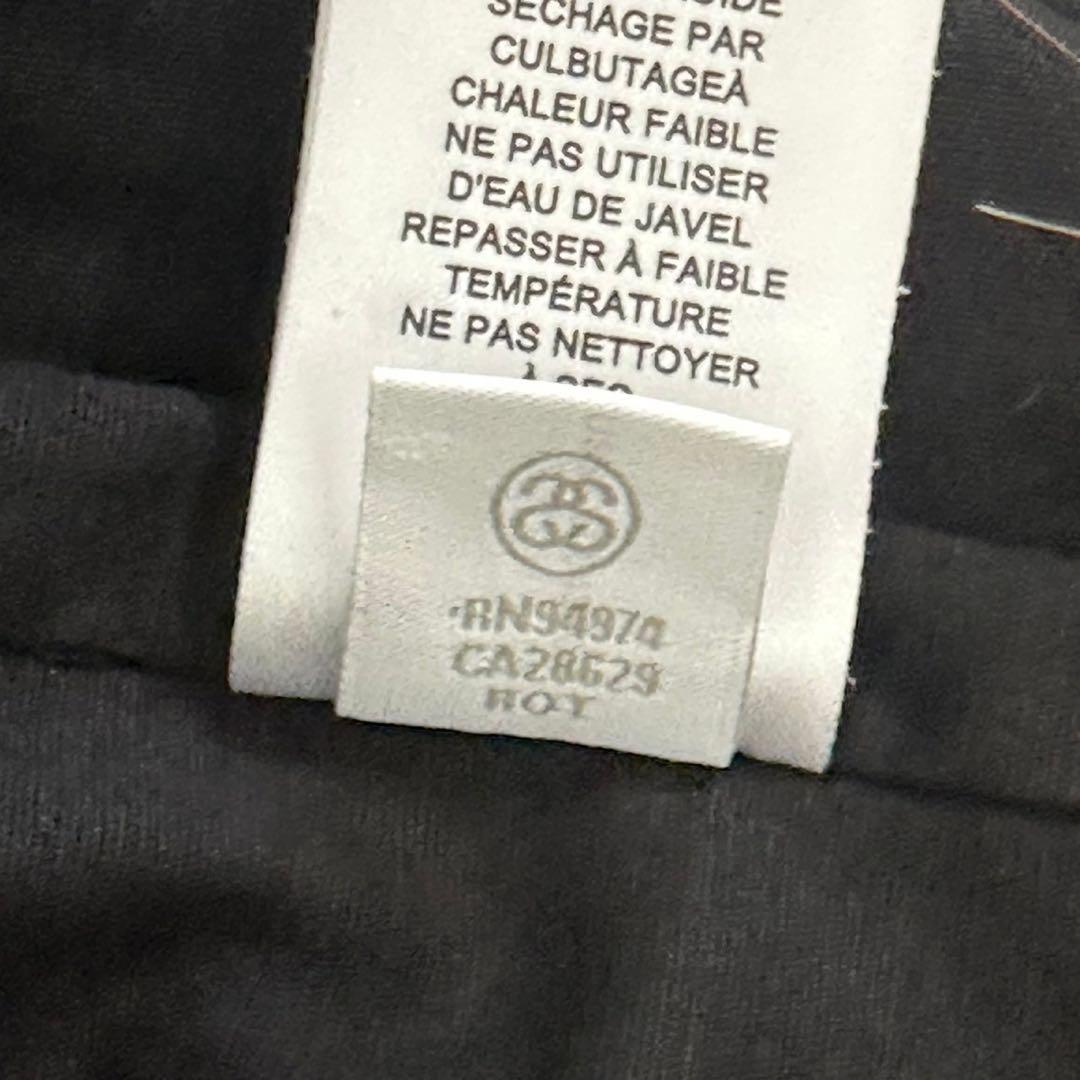 SÉCHAGE PAR
CULBUTAGEÀ
CHALEUR FAIBLE
NE PAS UTILISER
D'EAU DE JAVEL
REPASSER À FAIBLE
TEMPÉRATURE
NE PAS NETTOYER
RN94974
CA28629